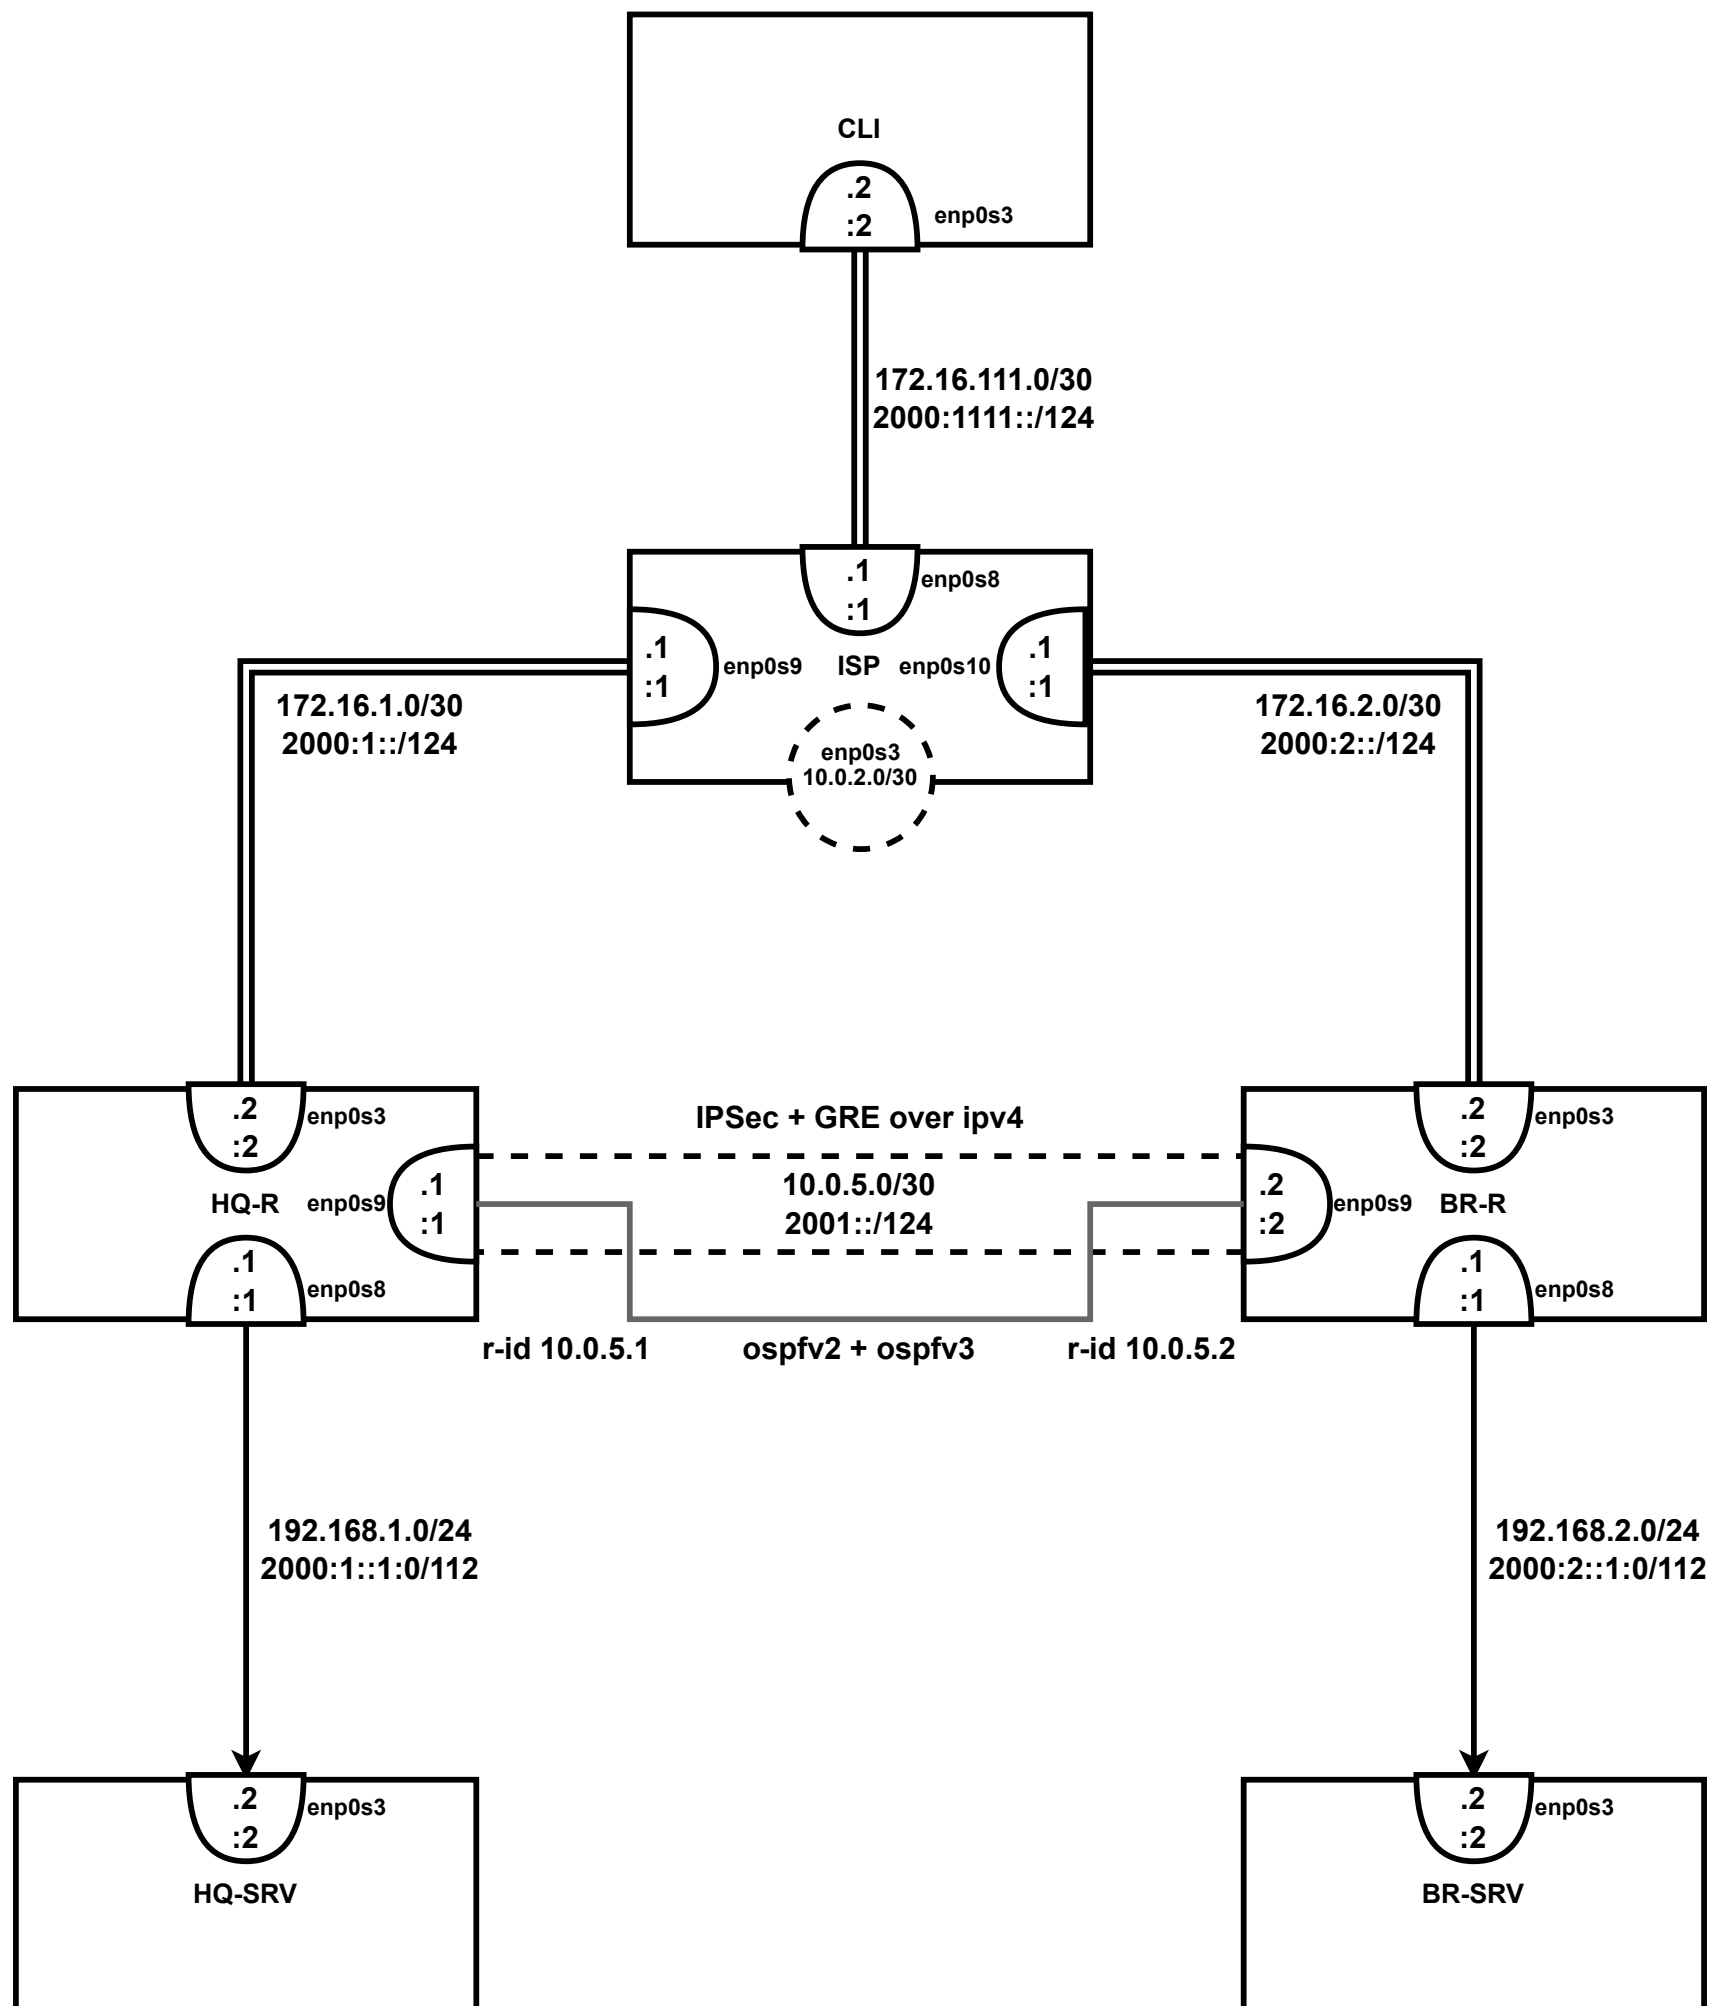 CLI
.2
:2
enp0s3
172.16.111.0/30
2000:1111::/124
.1
:1
enp0s8
.1
:1
enp0s9
ISP
enp0s10
.1
:1
172.16.1.0/30
2000:1::/124
172.16.2.0/30
2000:2::/124
enp0s3
10.0.2.0/30
.2
:2
enp0s3
IPSec + GRE over ipv4
.2
:2
enp0s3
HQ-R
enp0s9
.1
:1
10.0.5.0/30
2001::/124
.2
:2
enp0s9
BR-R
.1
:1
enp0s8
.1
:1
enp0s8
r-id 10.0.5.1
ospfv2 + ospfv3
r-id 10.0.5.2
192.168.1.0/24
2000:1::1:0/112
192.168.2.0/24
2000:2::1:0/112
.2
:2
enp0s3
HQ-SRV
.2
:2
enp0s3
BR-SRV